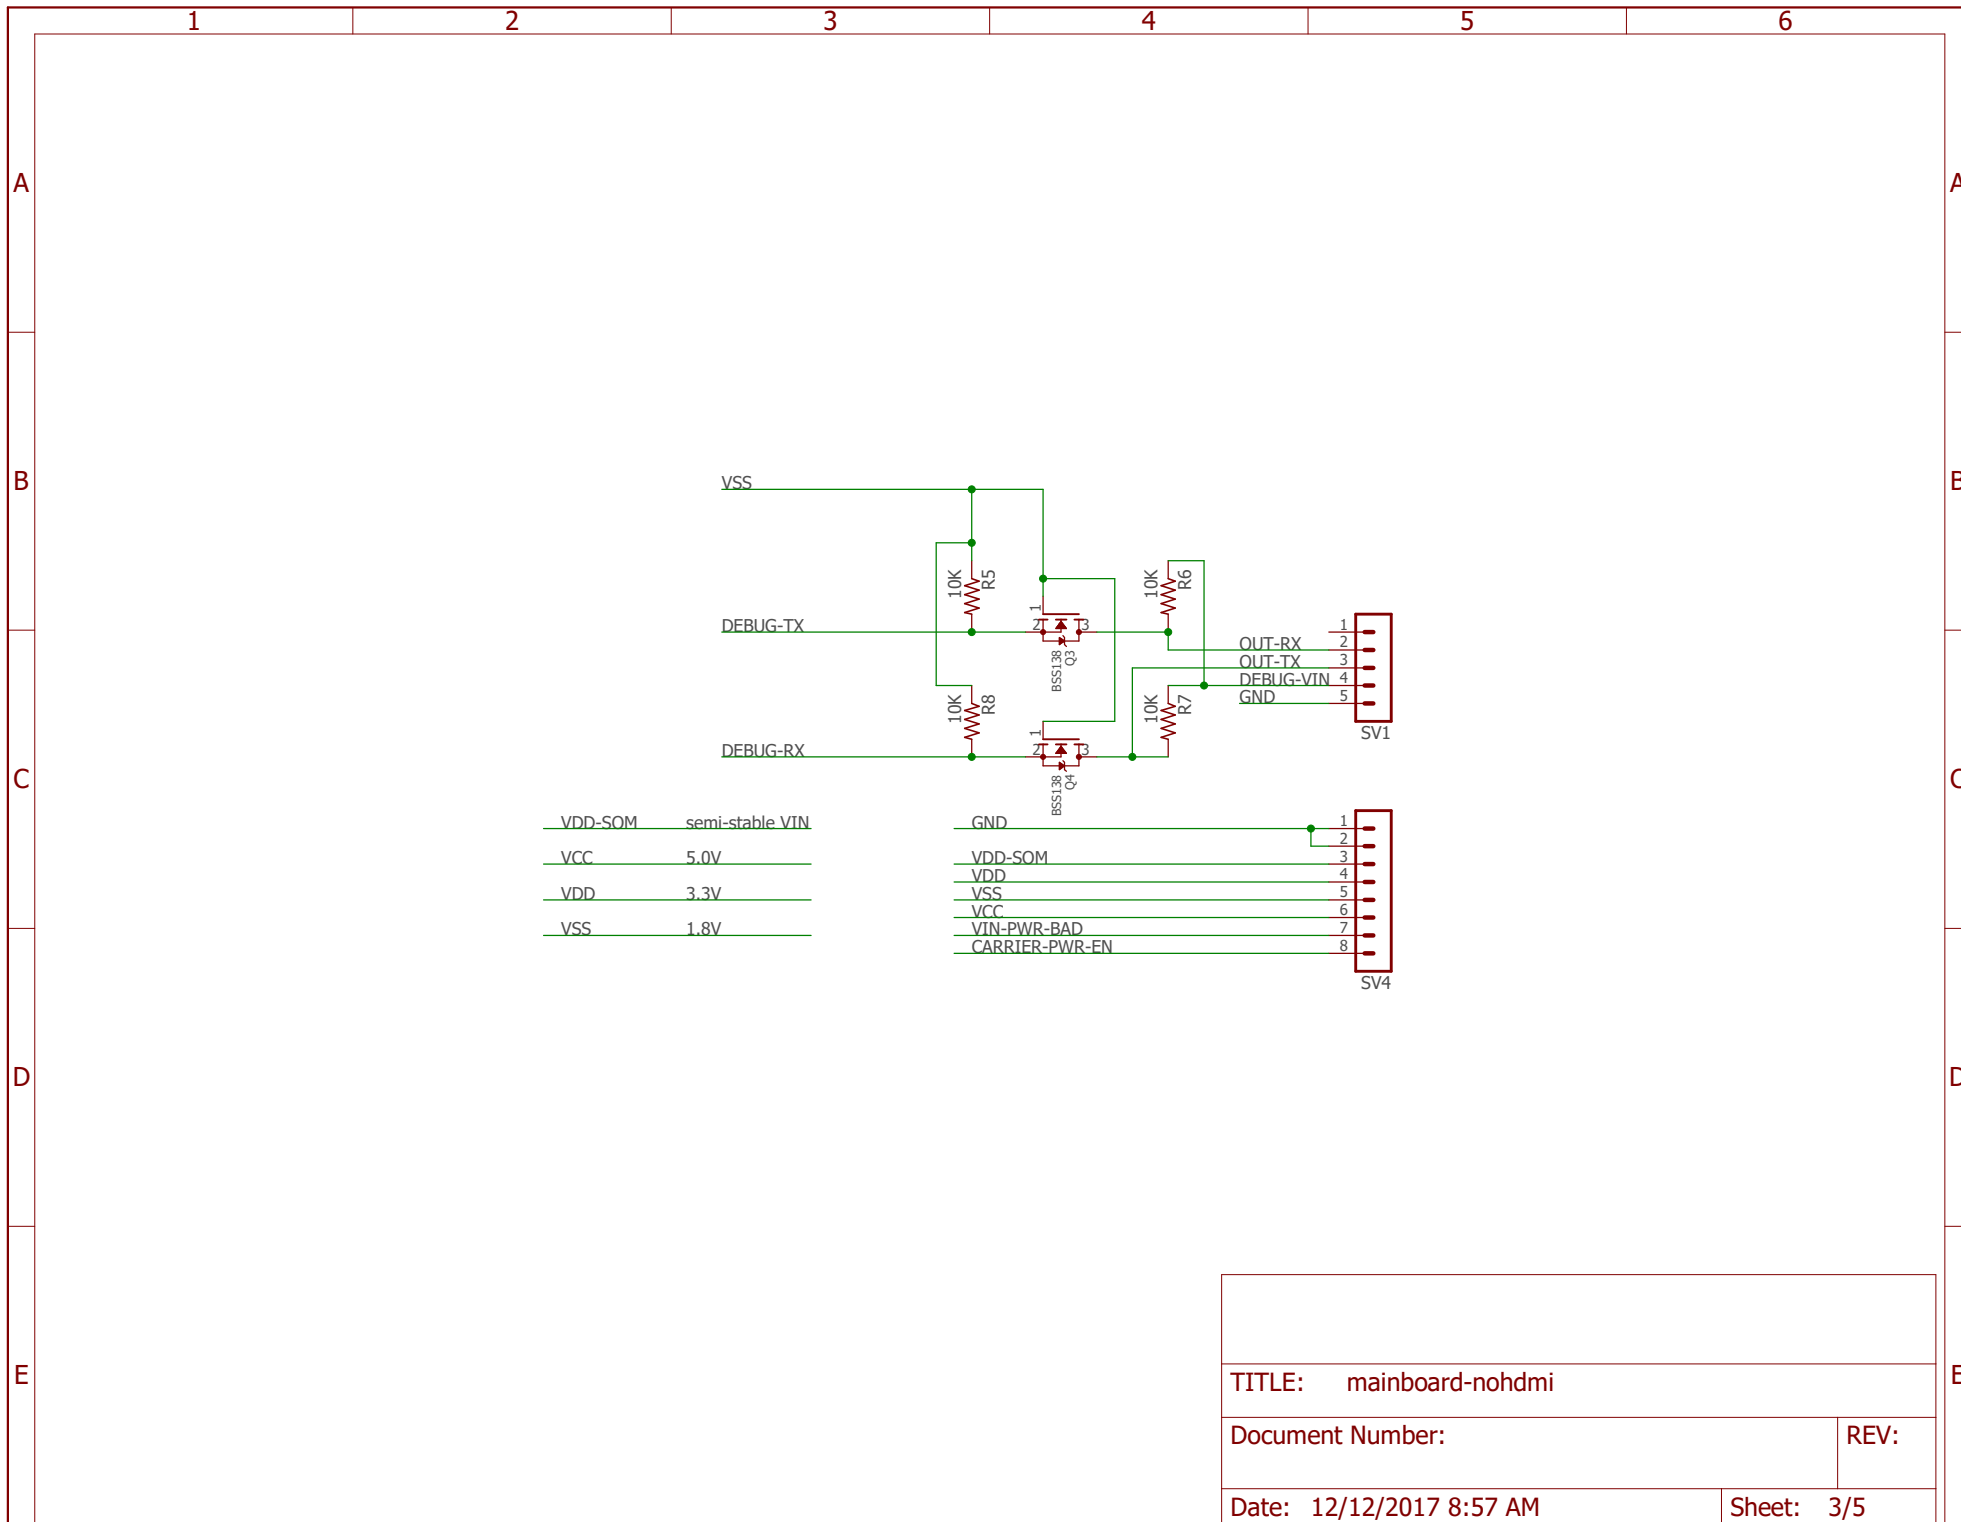 1 2 3 4 5 6
A A
B B
C C
D D
E E
VSS
10K R5
10K R6
1
DEBUG-TX
2 3
BSS138 Q3
10K R8
10K R7
1
DEBUG-RX
2 3
BSS138 Q4
1
OUT-RX 2
OUT-TX 3
DEBUG-VIN 4
GND 5
SV1
VDD-SOM semi-stable VIN
VCC 5.0V
VDD 3.3V
VSS 1.8V
GND 1
2
VDD-SOM 3
VDD 4
VSS 5
VCC 6
VIN-PWR-BAD 7
CARRIER-PWR-EN 8
SV4
TITLE: mainboard-nohdmi
Document Number:
REV:
Date: 12/12/2017 8:57 AM
Sheet: 3/5